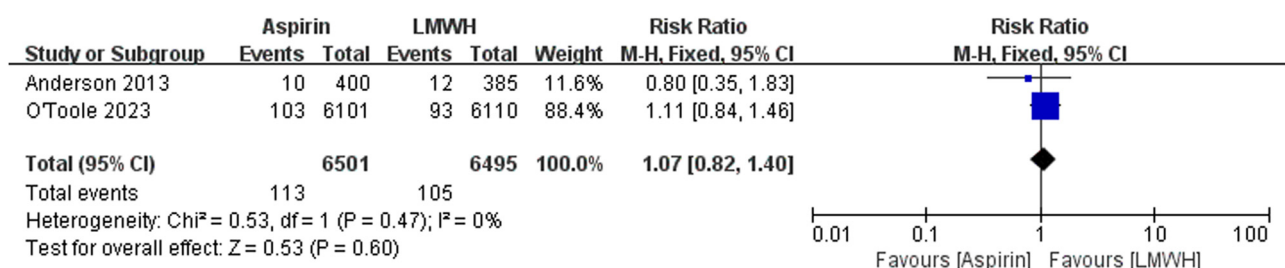 Aspirin LMWH Risk Ratio Risk Ratio
Study or Subgroup Events Total Events Total Weight M-H, Fixed, 95% CI M-H, Fixed, 95% CI
Anderson 2013 10 400 12 385 11.6% 0.80 [0.35, 1.83]
O'Toole 2023 103 6101 93 6110 88.4% 1.11 [0.84, 1.46]
Total (95% CI) 6501 6495 100.0% 1.07 [0.82, 1.40]
Total events 113 105
Heterogeneity: Chi² = 0.53, df = 1 (P = 0.47); I² = 0%
Test for overall effect: Z = 0.53 (P = 0.60)
0.01 0.1 1 10 100
Favours [Aspirin] Favours [LMWH]